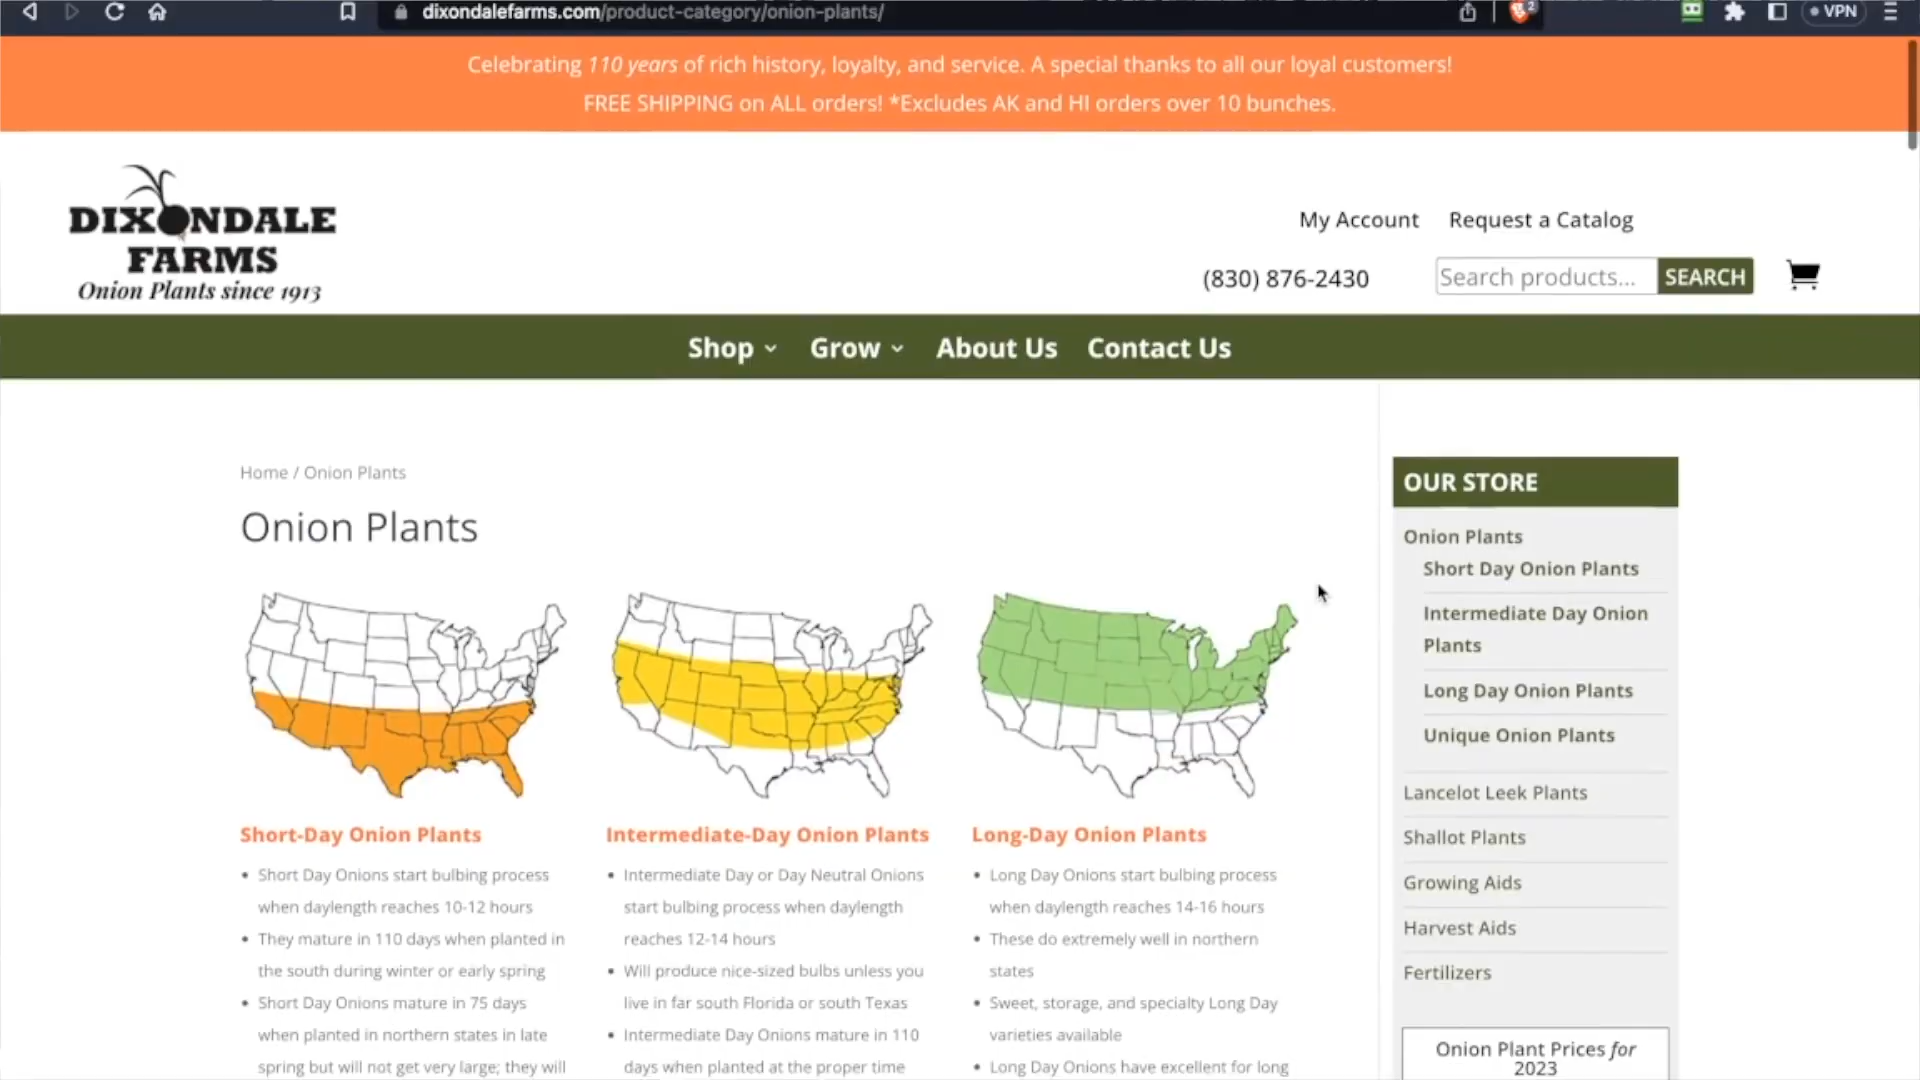 dixondalefarms.com/product-category/onion-plants/
2
VPN
Celebrating 110 years of rich history, loyalty, and service. A special thanks to all our loyal customers!
FREE SHIPPING on ALL orders! *Excludes AK and HI orders over 10 bunches.
DIXONDALE
FARMS
Onion Plants since 1913
My Account Request a Catalog
(830) 876-2430 Search products... SEARCH
Shop Grow About Us Contact Us
Home / Onion Plants
Onion Plants
Short-Day Onion Plants
Short Day Onions start bulbing process
when daylength reaches 10-12 hours
They mature in 110 days when planted in
the south during winter or early spring
Short Day Onions mature in 75 days
when planted in northern states in late
spring but will not get very large; they will
Intermediate-Day Onion Plants
Intermediate Day or Day Neutral Onions
start bulbing process when daylength
reaches 12-14 hours
Will produce nice-sized bulbs unless you
live in far south Florida or south Texas
Intermediate Day Onions mature in 110
days when planted at the proper time
Long-Day Onion Plants
Long Day Onions start bulbing process
when daylength reaches 14-16 hours
These do extremely well in northern
states
Sweet, storage, and specialty Long Day
varieties available
Long Day Onions have excellent for long
OUR STORE
Onion Plants
Short Day Onion Plants
Intermediate Day Onion
Plants
Long Day Onion Plants
Unique Onion Plants
Lancelot Leek Plants
Shallot Plants
Growing Aids
Harvest Aids
Fertilizers
Onion Plant Prices for
2023